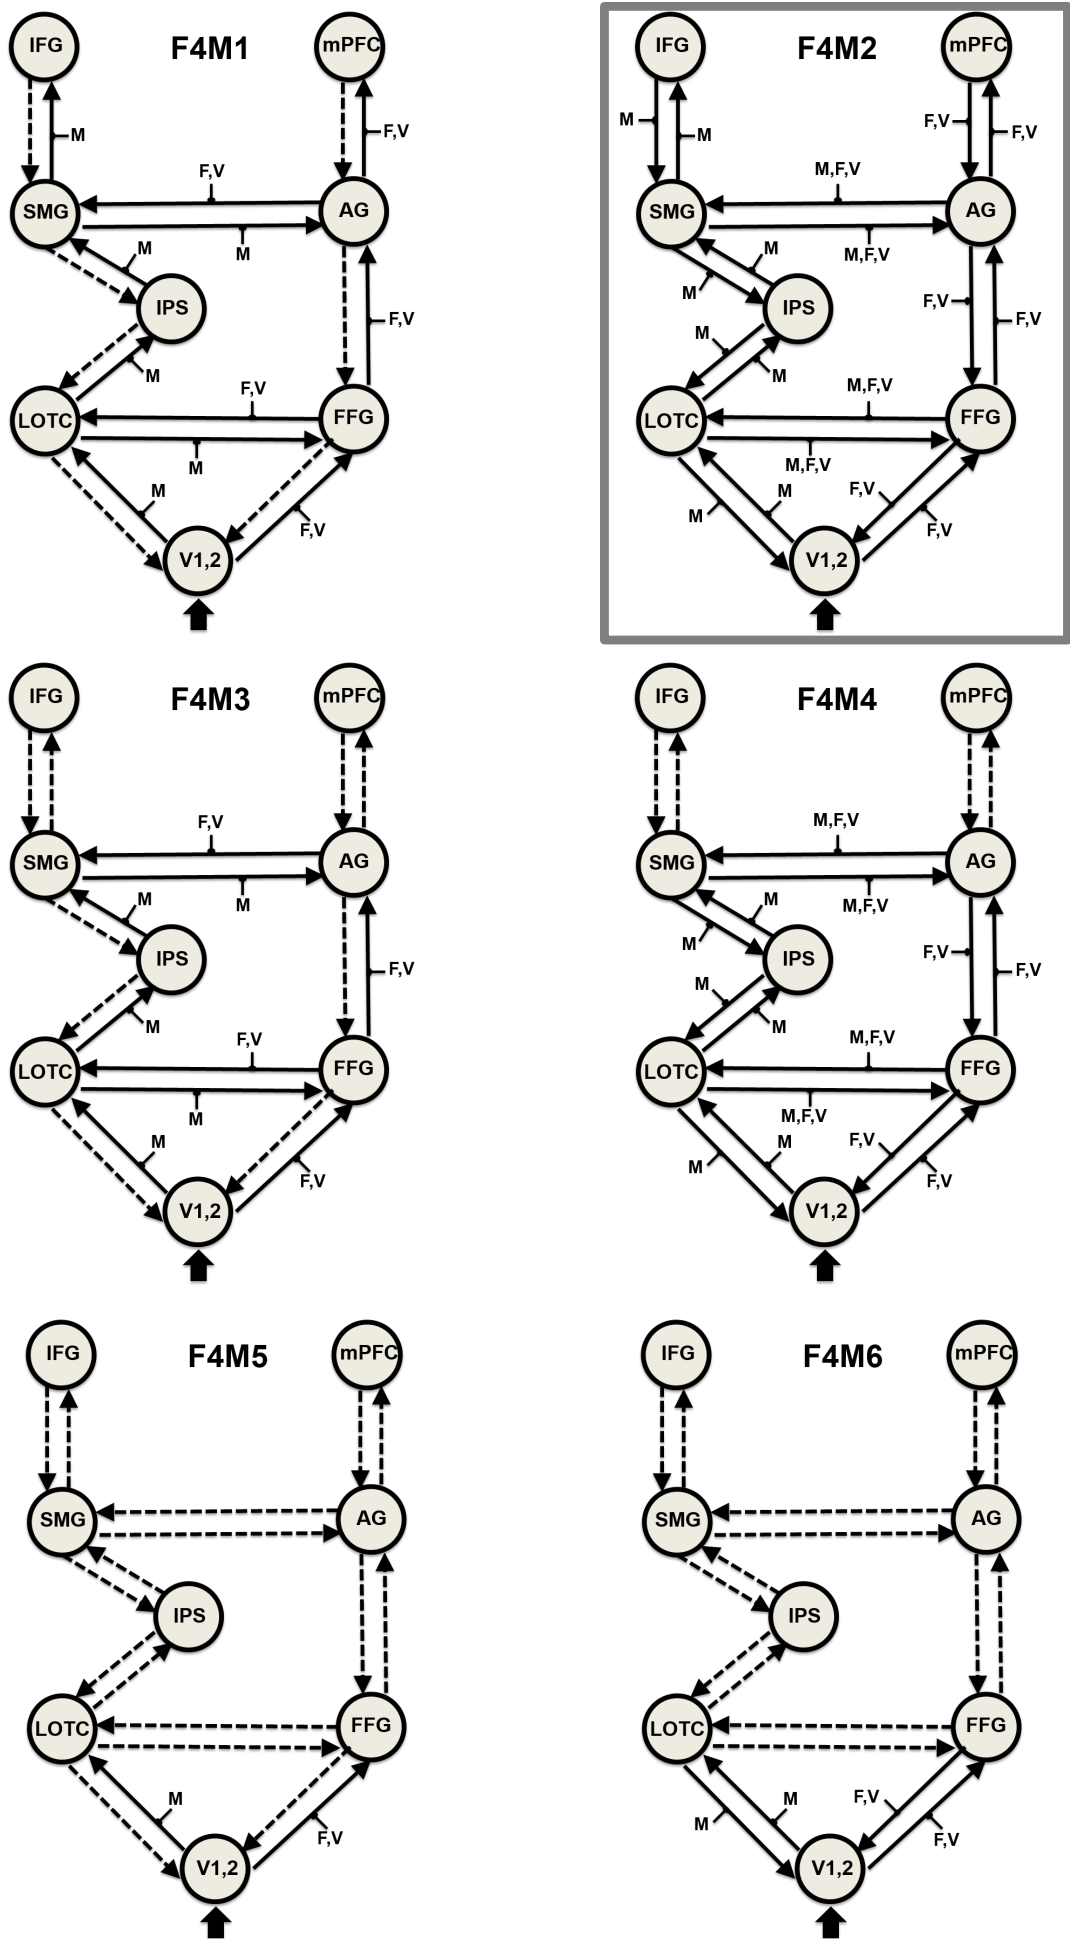 IFG F4M1 mPFC
M F,V
F,V
SMG AG
M
M
IPS
F,V
M
F,V
LOTC FFG
M
M
F,V
V1,2
IFG F4M2 mPFC
M M F,V F,V
M,F,V
SMG AG
M,F,V
M
M
IPS
F,V F,V
M
M
M,F,V
LOTC FFG
M,F,V
M M F,V
F,V
V1,2
IFG F4M3 mPFC
F,V
SMG AG
M
M
IPS
F,V
M
F,V
LOTC FFG
M
M
F,V
V1,2
IFG F4M4 mPFC
M,F,V
SMG AG
M,F,V
M
M
IPS
F,V F,V
M
M
M,F,V
LOTC FFG
M,F,V
M M F,V
F,V
V1,2
IFG F4M5 mPFC
SMG AG
IPS
LOTC FFG
M
F,V
V1,2
IFG F4M6 mPFC
SMG AG
IPS
LOTC FFG
M M F,V
F,V
V1,2